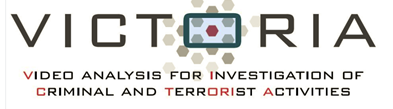 VICTORIA
VIDEO ANALYSIS FOR INVESTIGATION OF
CRIMINAL AND TERRORIST ACTIVITIES